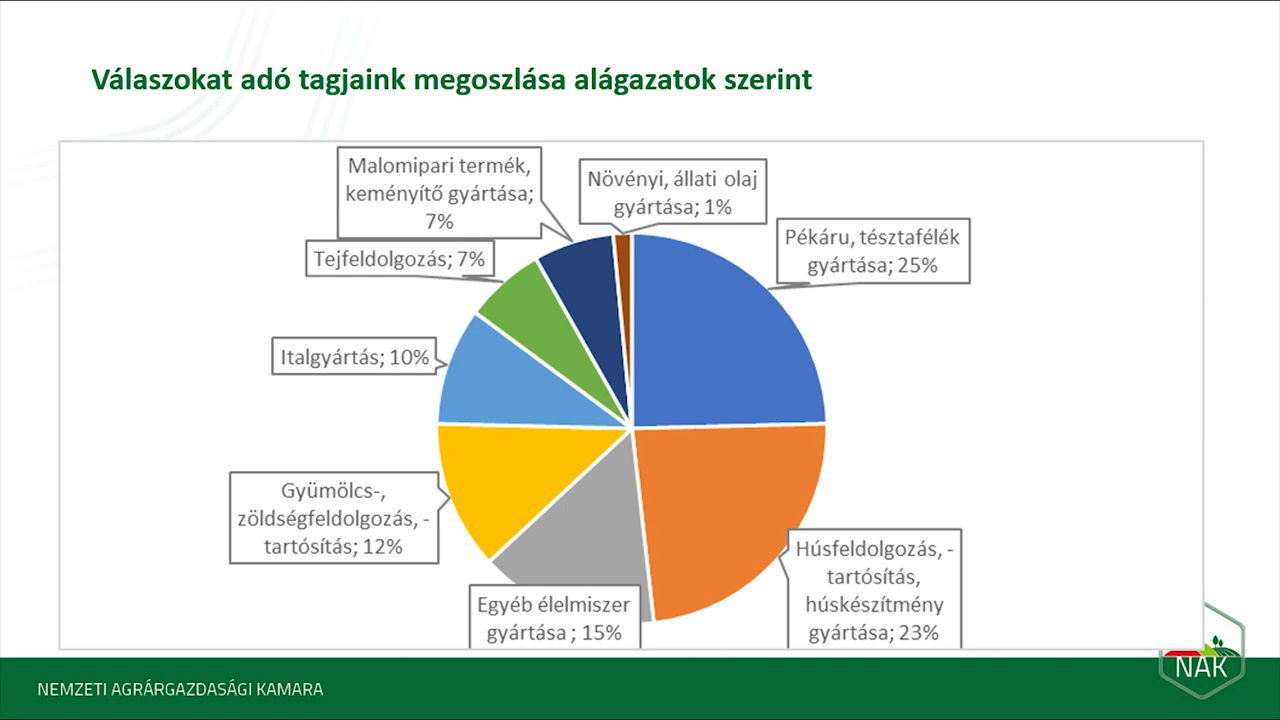 Válaszokat adó tagjaink megoszlása alágazatok szerint
Malomipari termék,
keményítő gyártása;
7%
Növényi, állati olaj
gyártása; 1%
Pékáru, tésztafélék
gyártása; 25%
Tejfeldolgozás; 7%
Italgyártás; 10%
Gyümölcs-,
zöldségfeldolgozás, -
tartósítás; 12%
Húsfeldolgozás, -
tartósítás,
húskészítmény
gyártása; 23%
Egyéb élelmiszer
gyártása ; 15%
NEMZETI AGRÁRGAZDASÁGI KAMARA
NAK